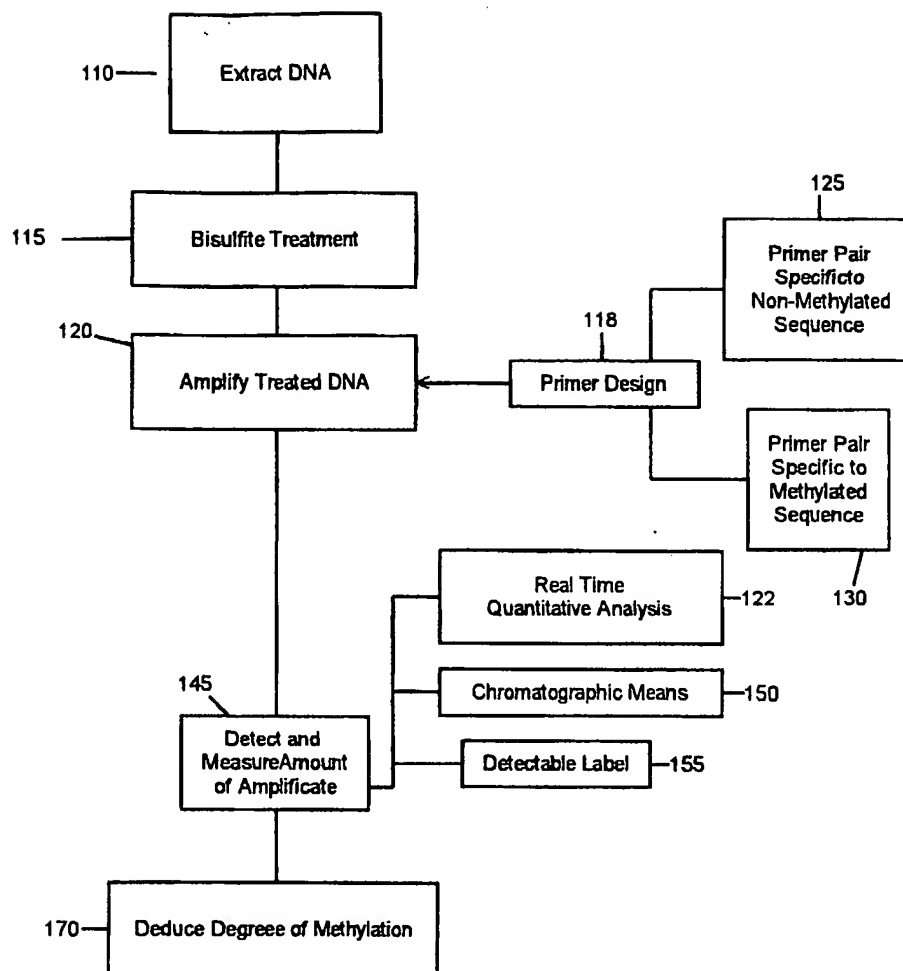 110
Extract DNA
115
Bisulfite Treatment
125
Primer Pair
Specificto
Non-Methylated
Sequence
120
Amplify Treated DNA
118
Primer Design
Primer Pair
Specific to
Methylated
Sequence
130
Real Time
Quantitative Analysis
122
Chromatographic Means
150
145
Detect and
MeasureAmount
of Amplificate
Detectable Label
155
170
Deduce Degreee of Methylation